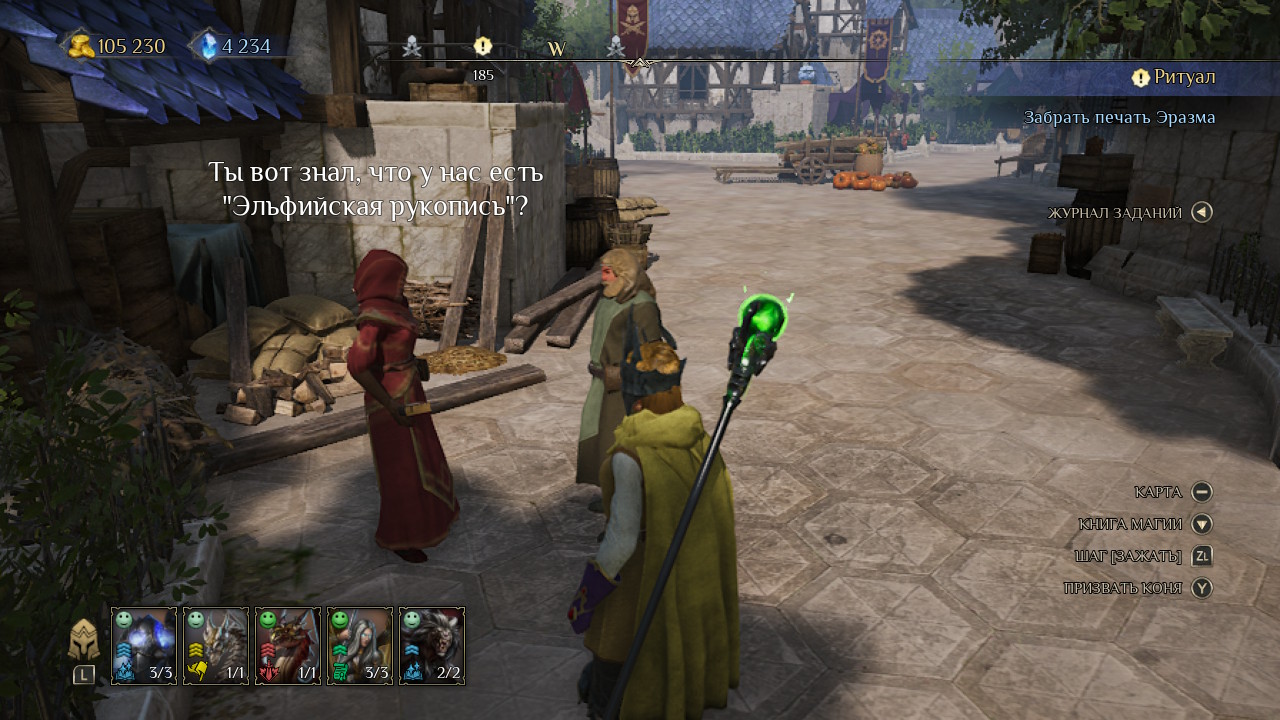 105 230
4 234
W
185
Ритуал
Забрать печать Эразма
Ты вот знал, что у нас есть
"Эльфийская рукопись"?
ЖУРНАЛ ЗАДАНИЙ
КАРТА
КНИГА МАГИИ
ШАГ [ЗАЖАТЬ] ZL
ПРИЗВАТЬ КОНЯ Y
L
3/3 1/1 1/1 3/3 2/2